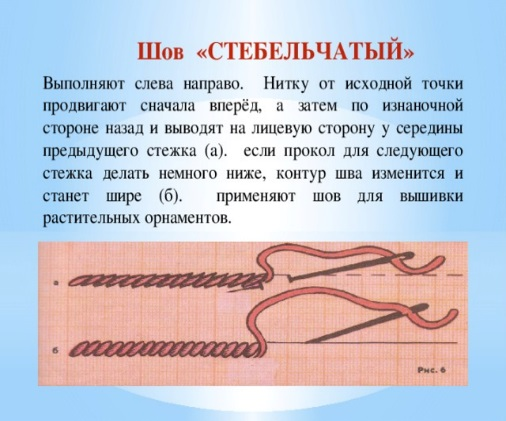 Шов «СТЕБЕЛЬЧАТЫЙ»
Выполняют слева направо. Нитку от исходной точки
продвигают сначала вперёд, а затем по изнаночной
стороне назад и выводят на лицевую сторону у середины
предыдущего стежка (а). если прокол для следующего
стежка делать немного ниже, контур шва изменится и
станет шире (б). применяют шов для вышивки
растительных орнаментов.
а
б
Рис. 6